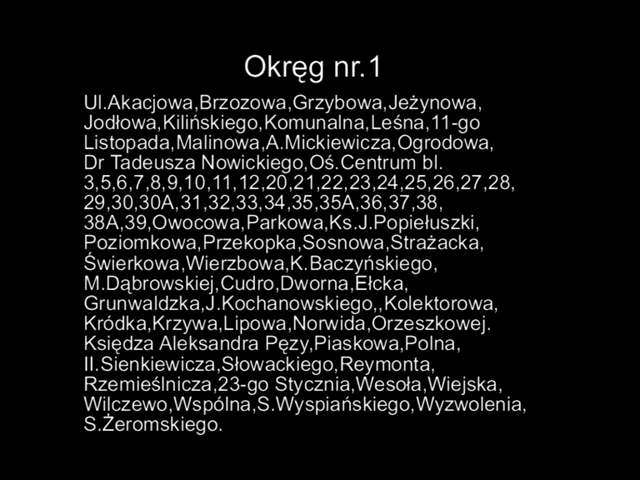 Okręg nr.1
Ul.Akacjowa,Brzozowa,Grzybowa,Jeżynowa,
Jodłowa,Kilińskiego,Komunalna,Leśna,11-go
Listopada,Malinowa,A.Mickiewicza,Ogrodowa,
Dr Tadeusza Nowickiego,Oś.Centrum bl.
3,5,6,7,8,9,10,11,12,20,21,22,23,24,25,26,27,28,
29,30,30A,31,32,33,34,35,35A,36,37,38,
38A,39,Owocowa,Parkowa,Ks.J.Popiełuszki,
Poziomkowa,Przekopka,Sosnowa,Strażacka,
Świerkowa,Wierzbowa,K.Baczyńskiego,
M.Dąbrowskiej,Cudro,Dworna,Ełcka,
Grunwaldzka,J.Kochanowskiego,,Kolektorowa,
Kródka,Krzywa,Lipowa,Norwida,Orzeszkowej.
Księdza Aleksandra Pęzy,Piaskowa,Polna,
II.Sienkiewicza,Słowackiego,Reymonta,
Rzemieślnicza,23-go Stycznia,Wesoła,Wiejska,
Wilczewo,Wspólna,S.Wyspiańskiego,Wyzwolenia,
S.Żeromskiego.